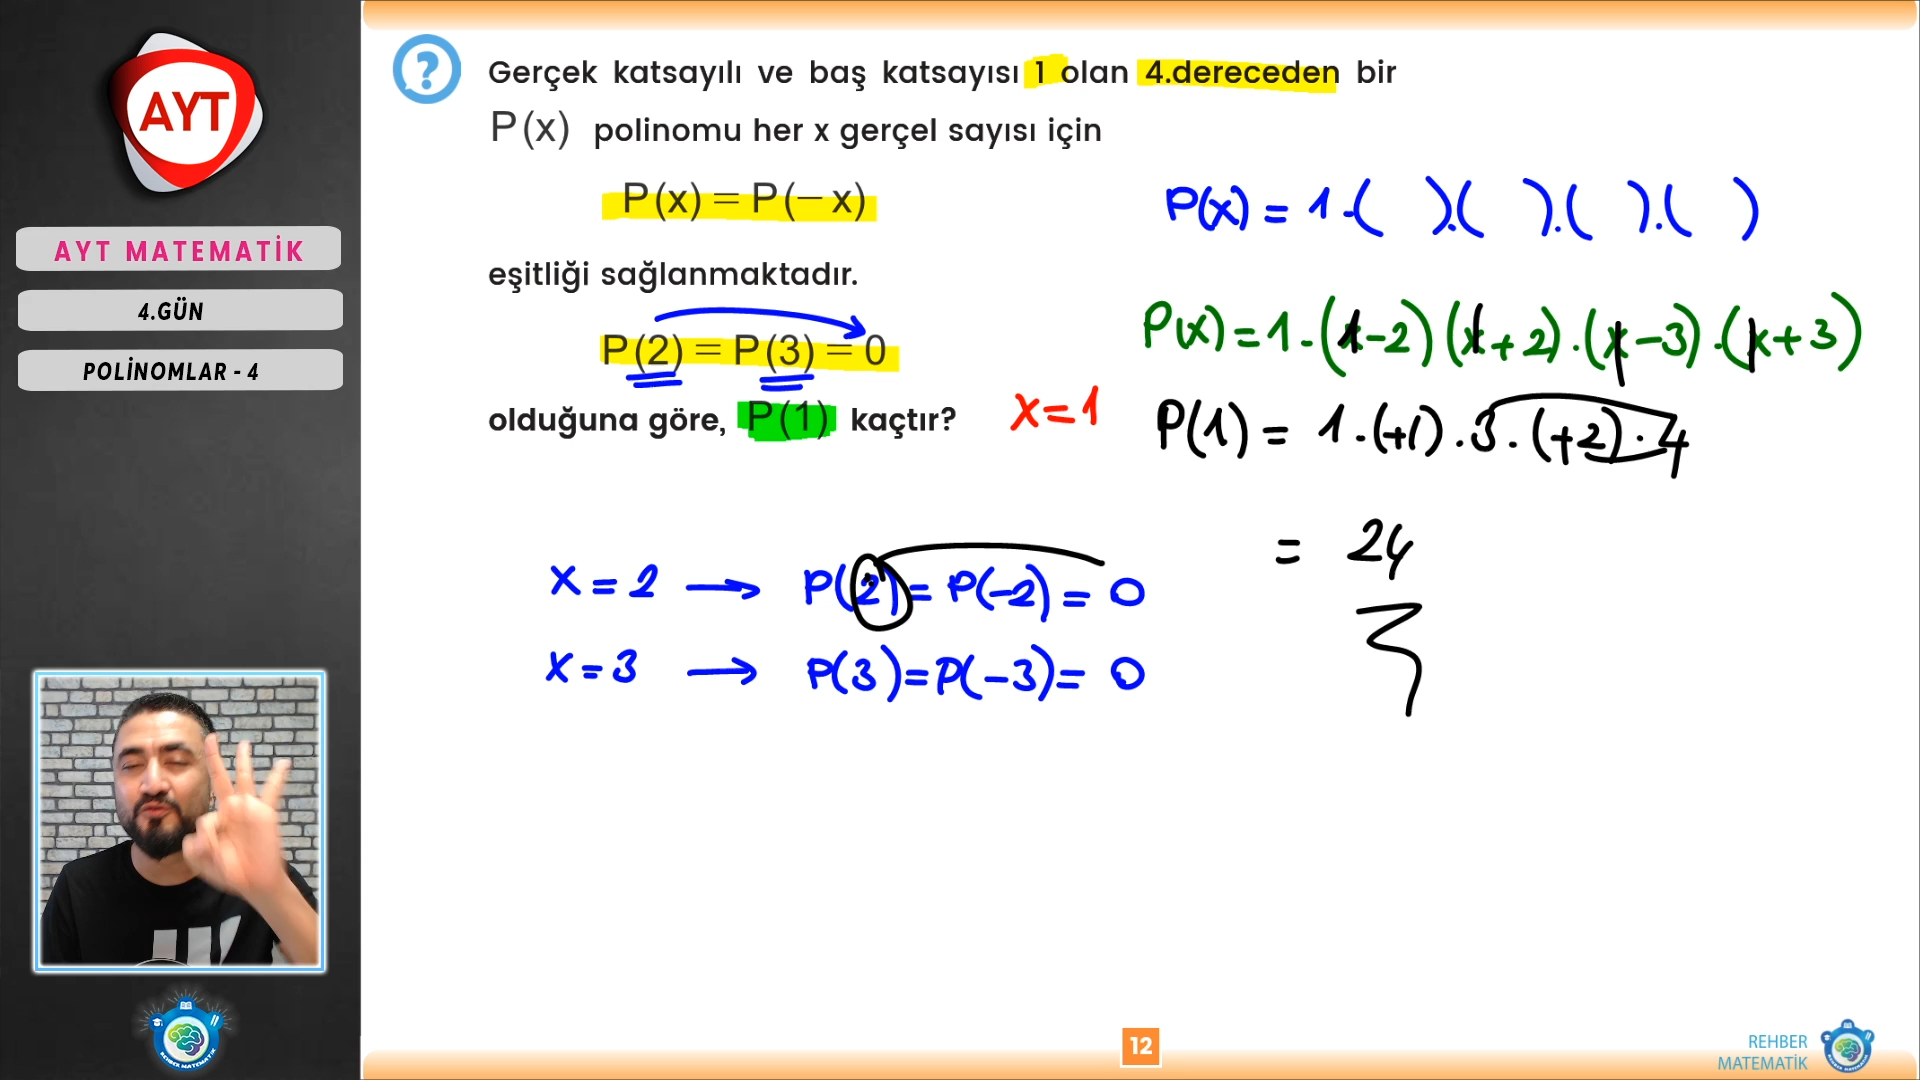 AYT
AYT MATEMATİK
4.GÜN
POLİNOMLAR - 4
?
Gerçek katsayılı ve baş katsayısı 1 olan 4.dereceden bir
P(x) polinomu her x gerçel sayısı için
P(x) = P(−x)
eşitliği sağlanmaktadır.
P(2) = P(3) = 0
olduğuna göre, P(1) kaçtır?
x=1
P(x) = 1.( ).( ).( ).( )
P(x) = 1.(x-2)(x+2).(x-3).(x+3)
P(1) = 1.(+1).3.(+2).4
= 24
x = 2 → P(2) = P(-2) = 0
x = 3 → P(3) = P(-3) = 0
12
REHBER
MATEMATİK
REHBER MATEMATİK